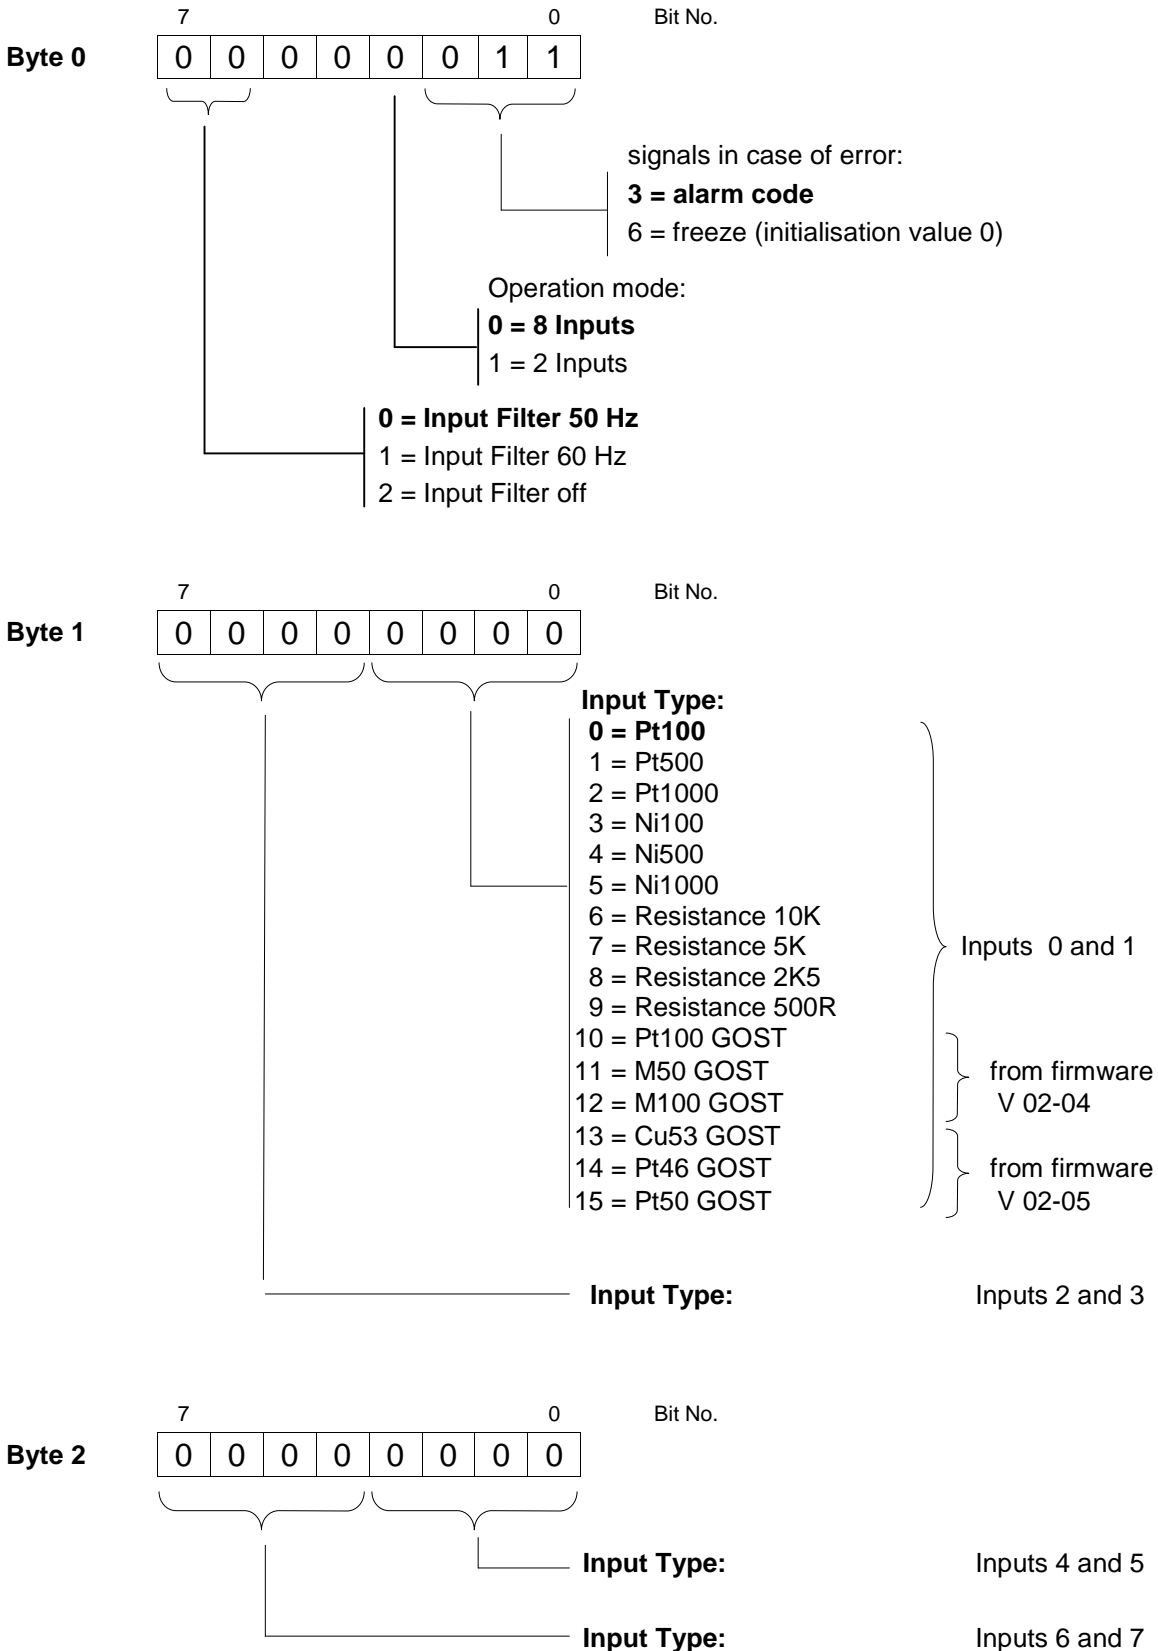 7 0 Bit No.
Byte 0 0 0 0 0 0 0 1 1
signals in case of error:
3 = alarm code
6 = freeze (initialisation value 0)
Operation mode:
0 = 8 Inputs
1 = 2 Inputs
0 = Input Filter 50 Hz
1 = Input Filter 60 Hz
2 = Input Filter off
7 0 Bit No.
Byte 1 0 0 0 0 0 0 0 0
Input Type:
0 = Pt100
1 = Pt500
2 = Pt1000
3 = Ni100
4 = Ni500
5 = Ni1000
6 = Resistance 10K
7 = Resistance 5K Inputs 0 and 1
8 = Resistance 2K5
9 = Resistance 500R
10 = Pt100 GOST
11 = M50 GOST from firmware
12 = M100 GOST V 02-04
13 = Cu53 GOST
14 = Pt46 GOST from firmware
15 = Pt50 GOST V 02-05
Input Type: Inputs 2 and 3
7 0 Bit No.
Byte 2 0 0 0 0 0 0 0 0
Input Type: Inputs 4 and 5
Input Type: Inputs 6 and 7